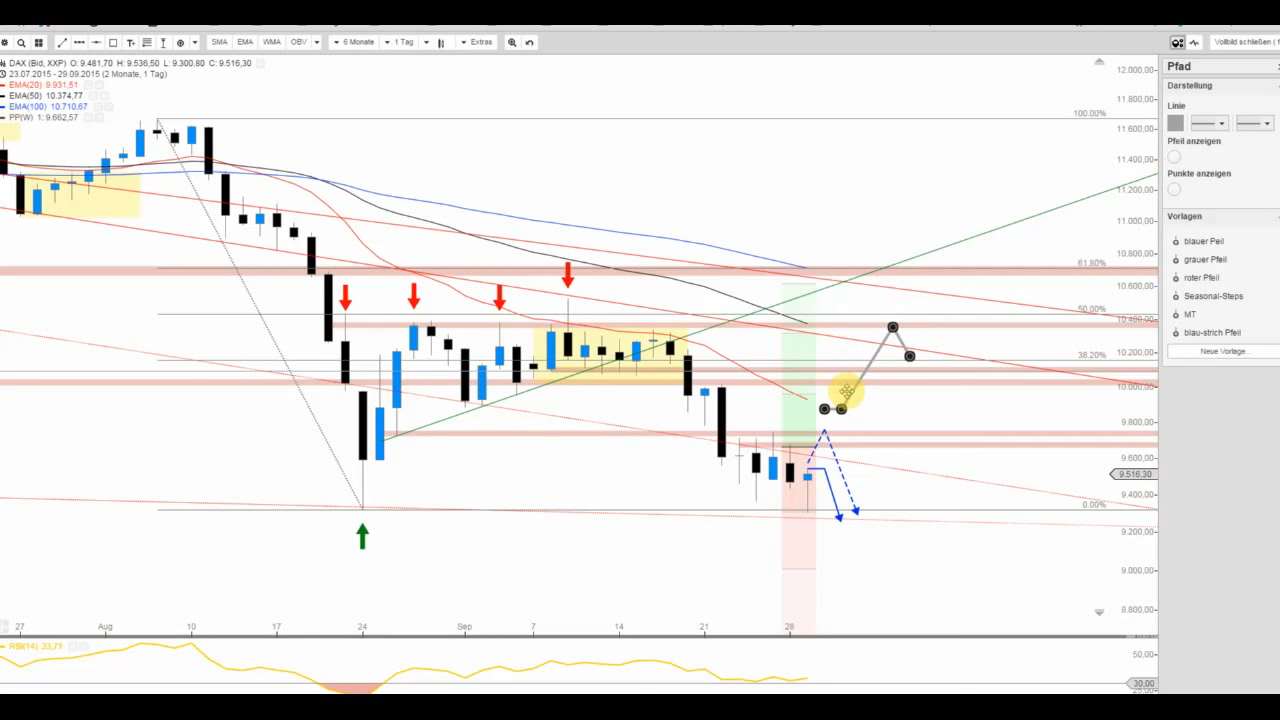 SMA EMA WMA OBV 6 Monate 1 Tag Extras Vollbild schließen ( f
DAX (Bid, XXP) O: 9.481,70 H: 9.536,50 L: 9.300,80 C: 9.516,30
23.07.2015 - 29.09.2015 (2 Monate, 1 Tag)
EMA(20) 9.931,51
EMA(50) 10.374,77
EMA(100) 10.710,67
PP(W) 1: 9.662,57
100.00%
61.80%
50.00%
38.20%
0.00%
12.000,00
11.800,00
11.600,00
11.400,00
11.200,00
11.000,00
10.800,00
10.600,00
10.400,00
10.200,00
10.000,00
9.800,00
9.600,00
9.516,30
9.400,00
9.200,00
9.000,00
8.800,00
27 Aug 10 17 24 Sep 7 14 21 28
RSI(14) 33,71
50,00
30,00
Pfad
Darstellung
Linie
Pfeil anzeigen
Punkte anzeigen
Vorlagen
blauer Peil
grauer Pfeil
roter Pfeil
Seasonal-Steps
MT
blau-strich Pfeil
Neue Vorlage...